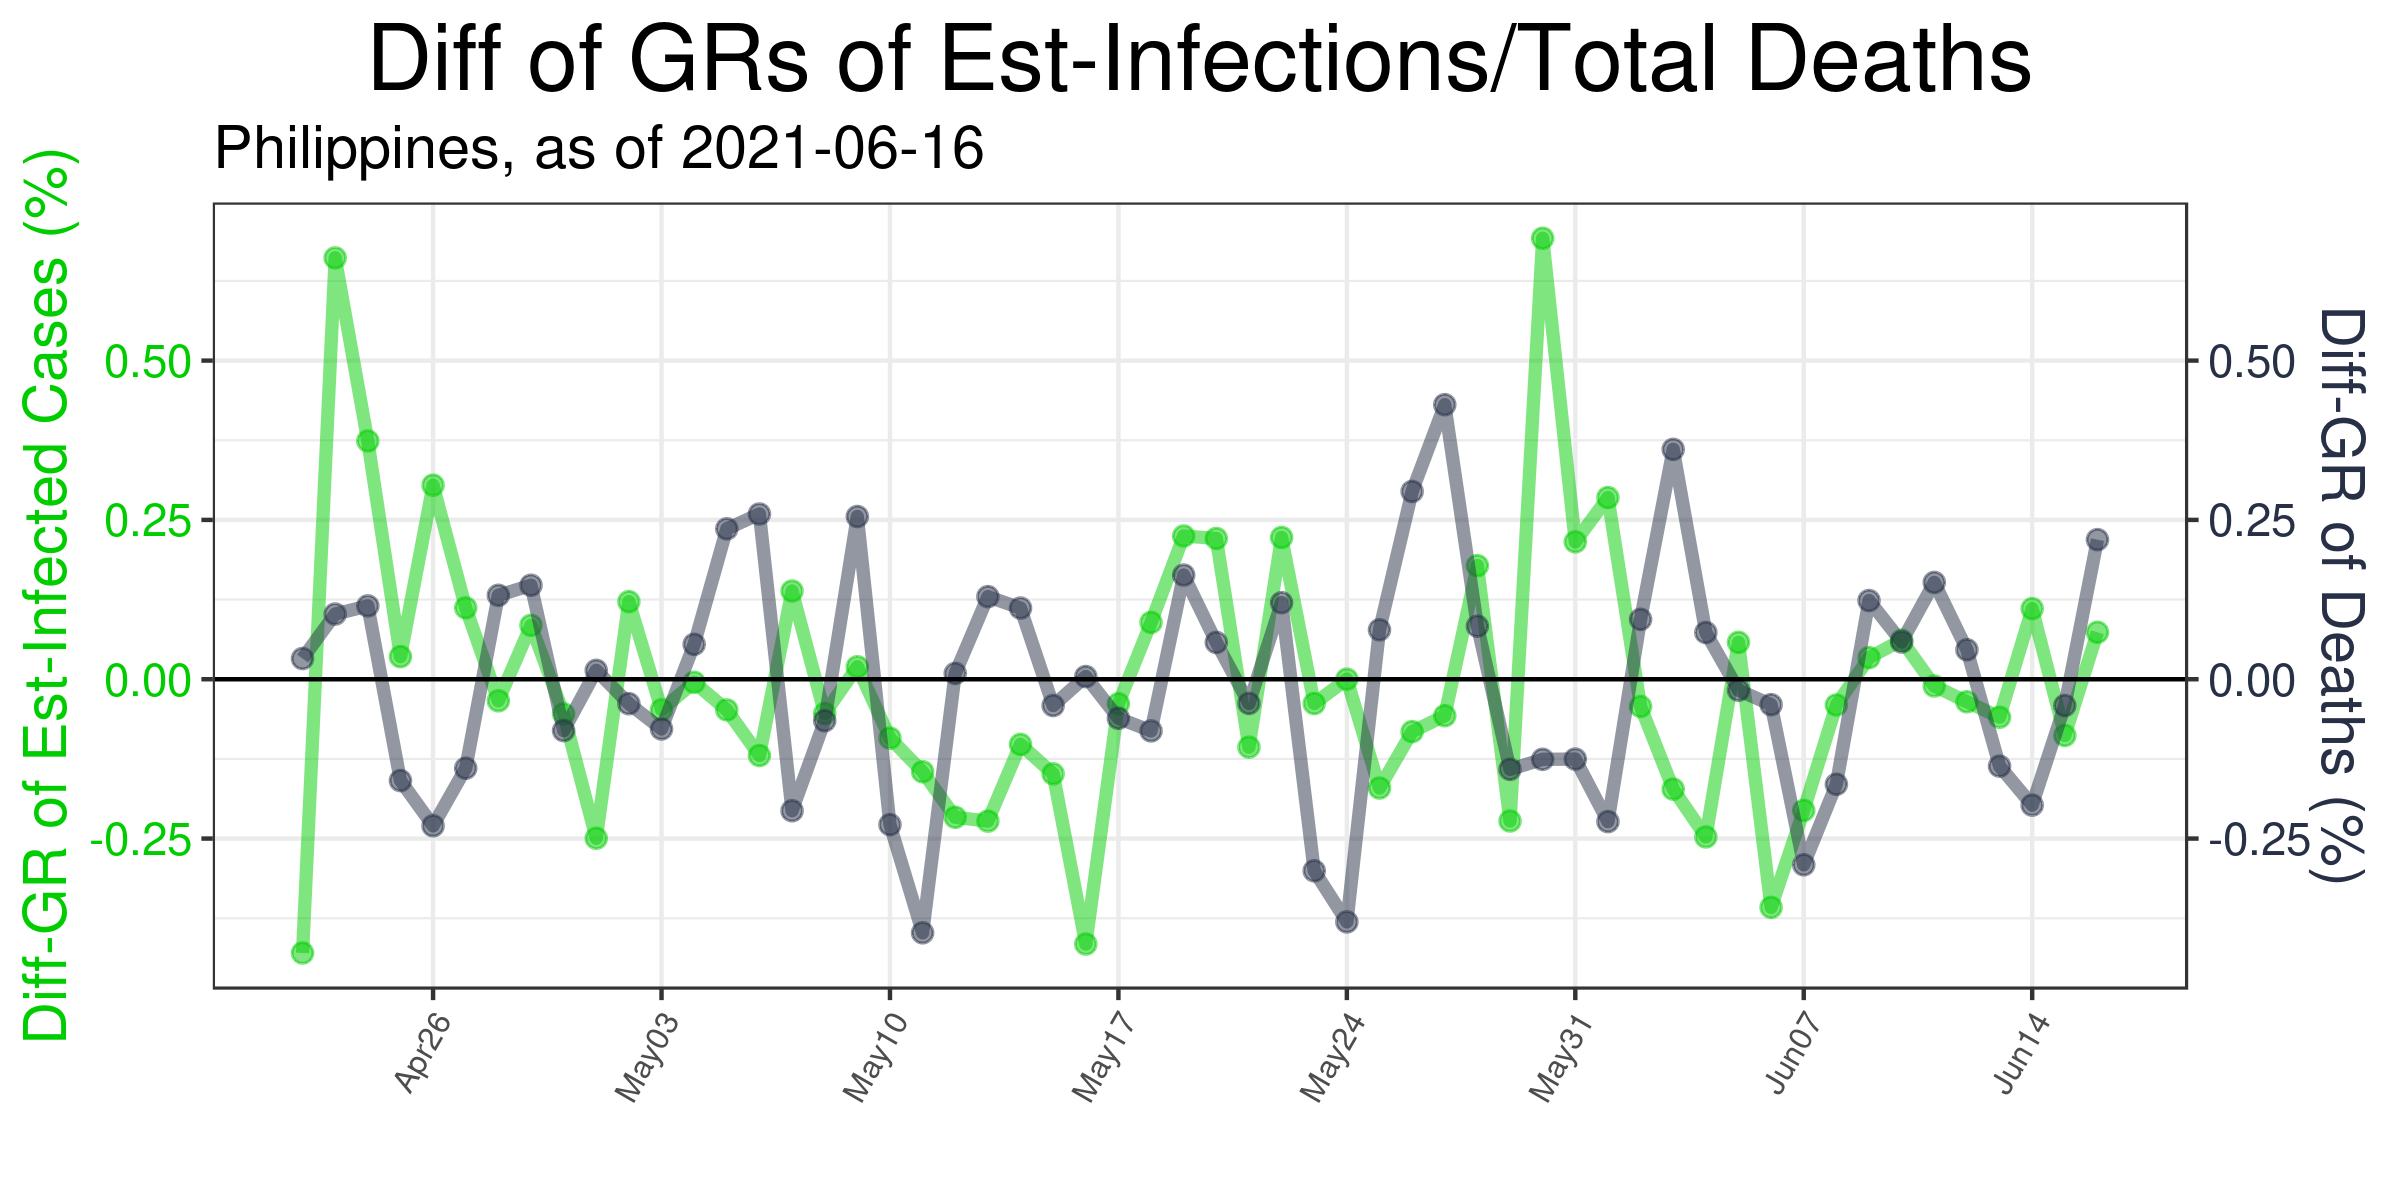 Diff of GRs of Est-Infections/Total Deaths
Philippines, as of 2021-06-16
Diff-GR of Est-Infected Cases (%)
0.50
0.25
0.00
-0.25
0.50
0.25
0.00
-0.25
Diff-GR of Deaths (%)
Apr26
May03
May10
May17
May24
May31
Jun07
Jun14